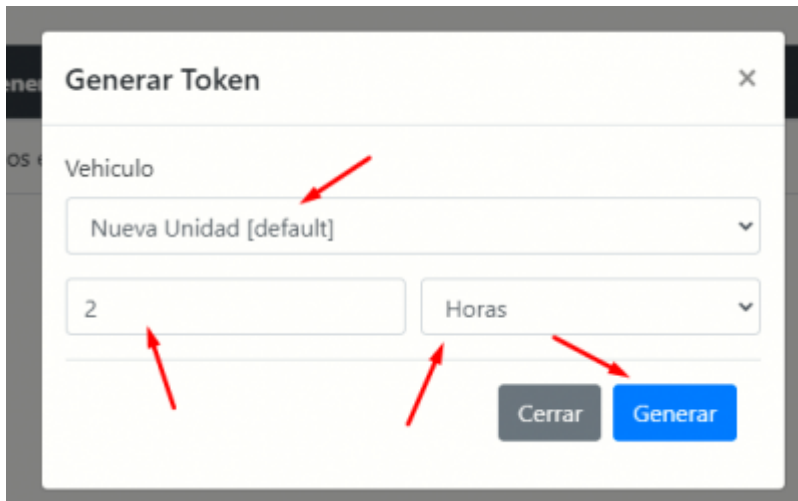 Generar Token
×
Vehiculo
Nueva Unidad [default]
2
Horas
Cerrar
Generar